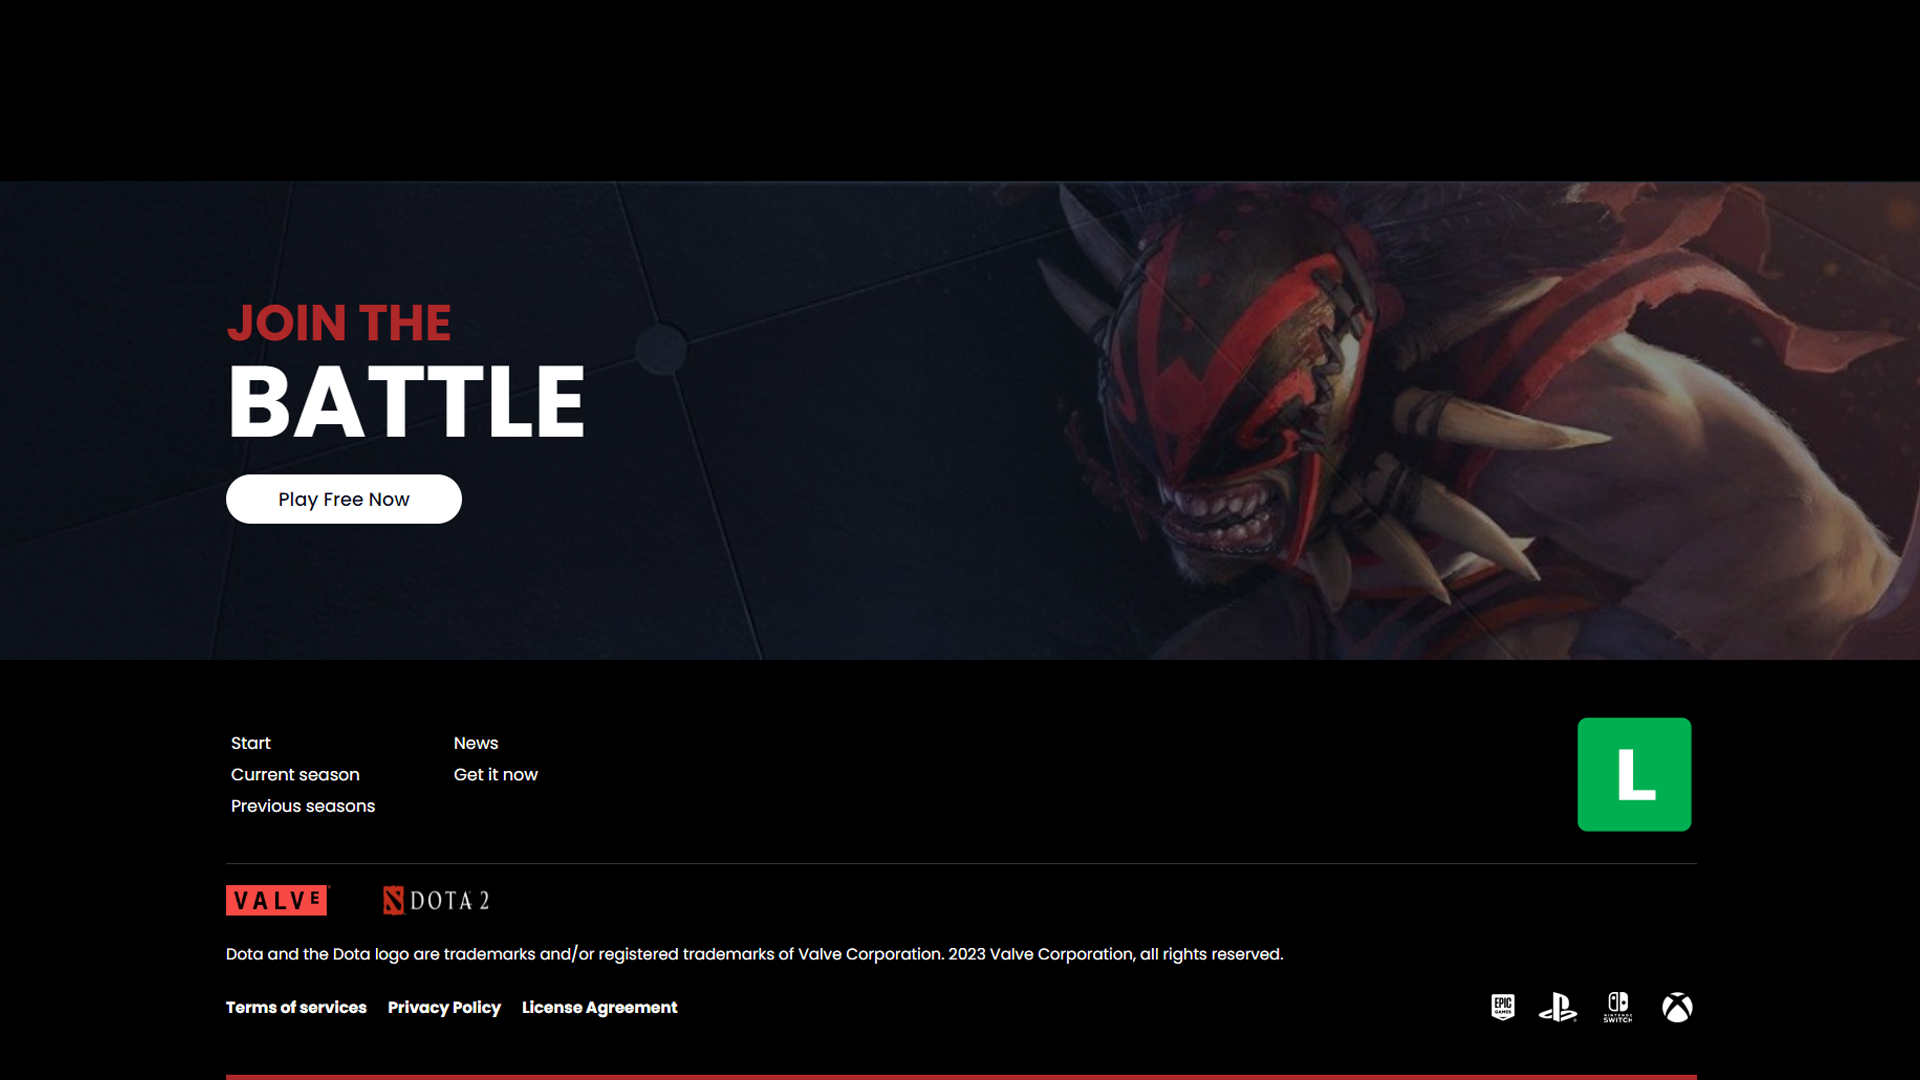 JOIN THE
BATTLE
Play Free Now
Start
News
Current season
Get it now
Previous seasons
L
VALVE
DOTA 2
Dota and the Dota logo are trademarks and/or registered trademarks of Valve Corporation. 2023 Valve Corporation, all rights reserved.
Terms of services Privacy Policy License Agreement
EPIC
GAMES
NINTENDO
SWITCH